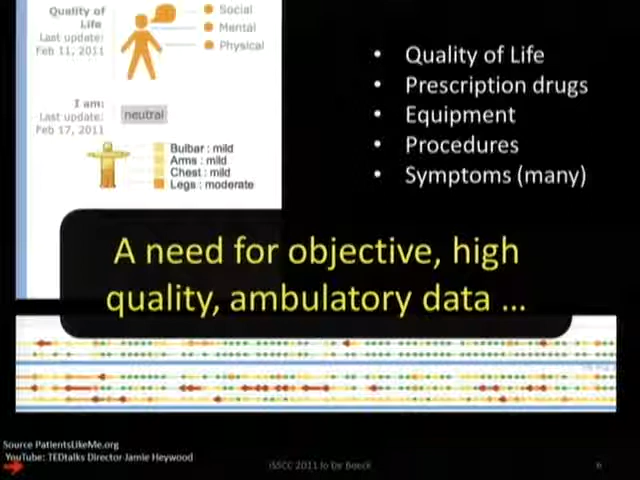 Quality of
Life
Last update:
Feb 11, 2011
Social
Mental
Physical
I am:
Last update:
Feb 17, 2011
neutral
Bulbar : mild
Arms : mild
Chest : mild
Legs : moderate
• Quality of Life
• Prescription drugs
• Equipment
• Procedures
• Symptoms (many)
A need for objective, high
quality, ambulatory data ...
Source PatientsLikeMe.org
YouTube: TEDtalks Director Jamie Heywood
ISSCC 2011 Jo De Boeck
6